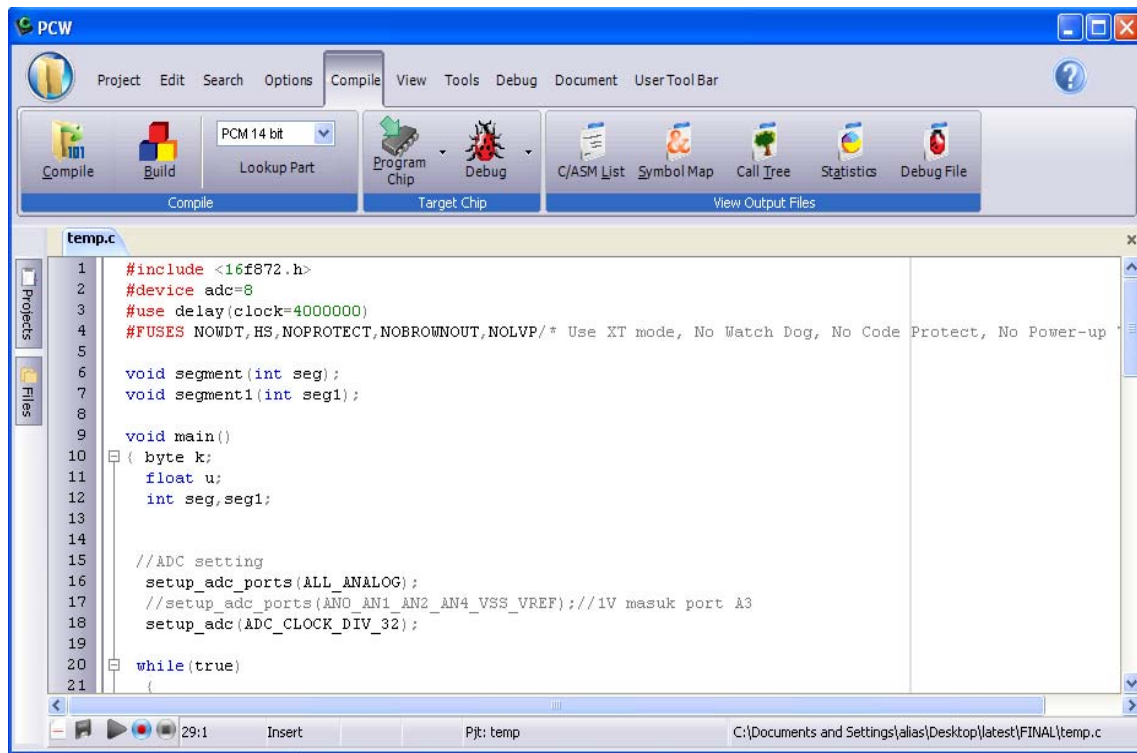 PCW
Project Edit Search Options Compile View Tools Debug Document User Tool Bar
PCM 14 bit
101
Compile Build Lookup Part Program Chip Debug C/ASM List Symbol Map Call Tree Statistics Debug File
Compile Target Chip View Output Files
temp.c
Projects
Files
1 #include <16f872.h>
2 #device adc=8
3 #use delay(clock=4000000)
4 #FUSES NOWDT,HS,NOPROTECT,NOBROWNOUT,NOLVP/* Use XT mode, No Watch Dog, No Code Protect, No Power-up
5
6 void segment(int seg);
7 void segment1(int seg1);
8
9 void main()
10 { byte k;
11 float u;
12 int seg,seg1;
13
14
15 //ADC setting
16 setup_adc_ports(ALL_ANALOG);
17 //setup_adc_ports(AN0_AN1_AN2_AN4_VSS_VREF);//1V masuk port A3
18 setup_adc(ADC_CLOCK_DIV_32);
19
20 while(true)
21 {
29:1 Insert Pjt: temp C:\Documents and Settings\alias\Desktop\latest\FINAL\temp.c